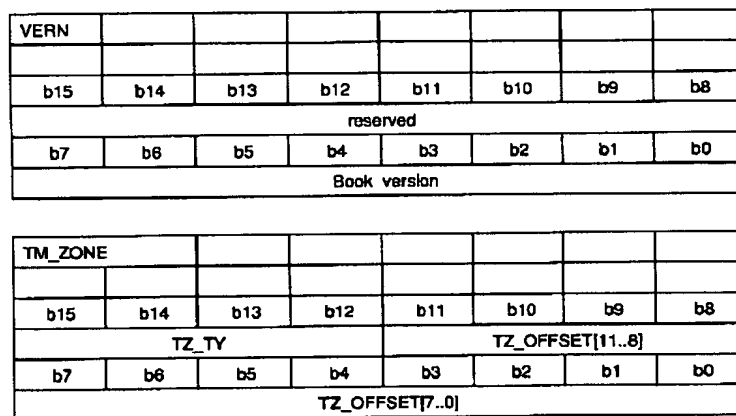 VERN
b15 b14 b13 b12 b11 b10 b9 b8
reserved
b7 b6 b5 b4 b3 b2 b1 b0
Book version
TM_ZONE
b15 b14 b13 b12 b11 b10 b9 b8
TZ_TY TZ_OFFSET[11..8]
b7 b6 b5 b4 b3 b2 b1 b0
TZ_OFFSET[7..0]